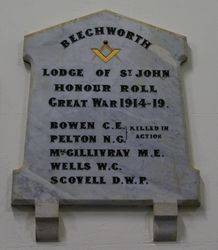 BEECHWORTH
LODGE OF ST JOHN
HONOUR ROLL
GREAT WAR 1914-19.
BOWEN C.E.
PELTON N.G.
KILLED IN
ACTION
McGILLIVRAY M.E.
WELLS W.C.
SCOVELL D.W.P.